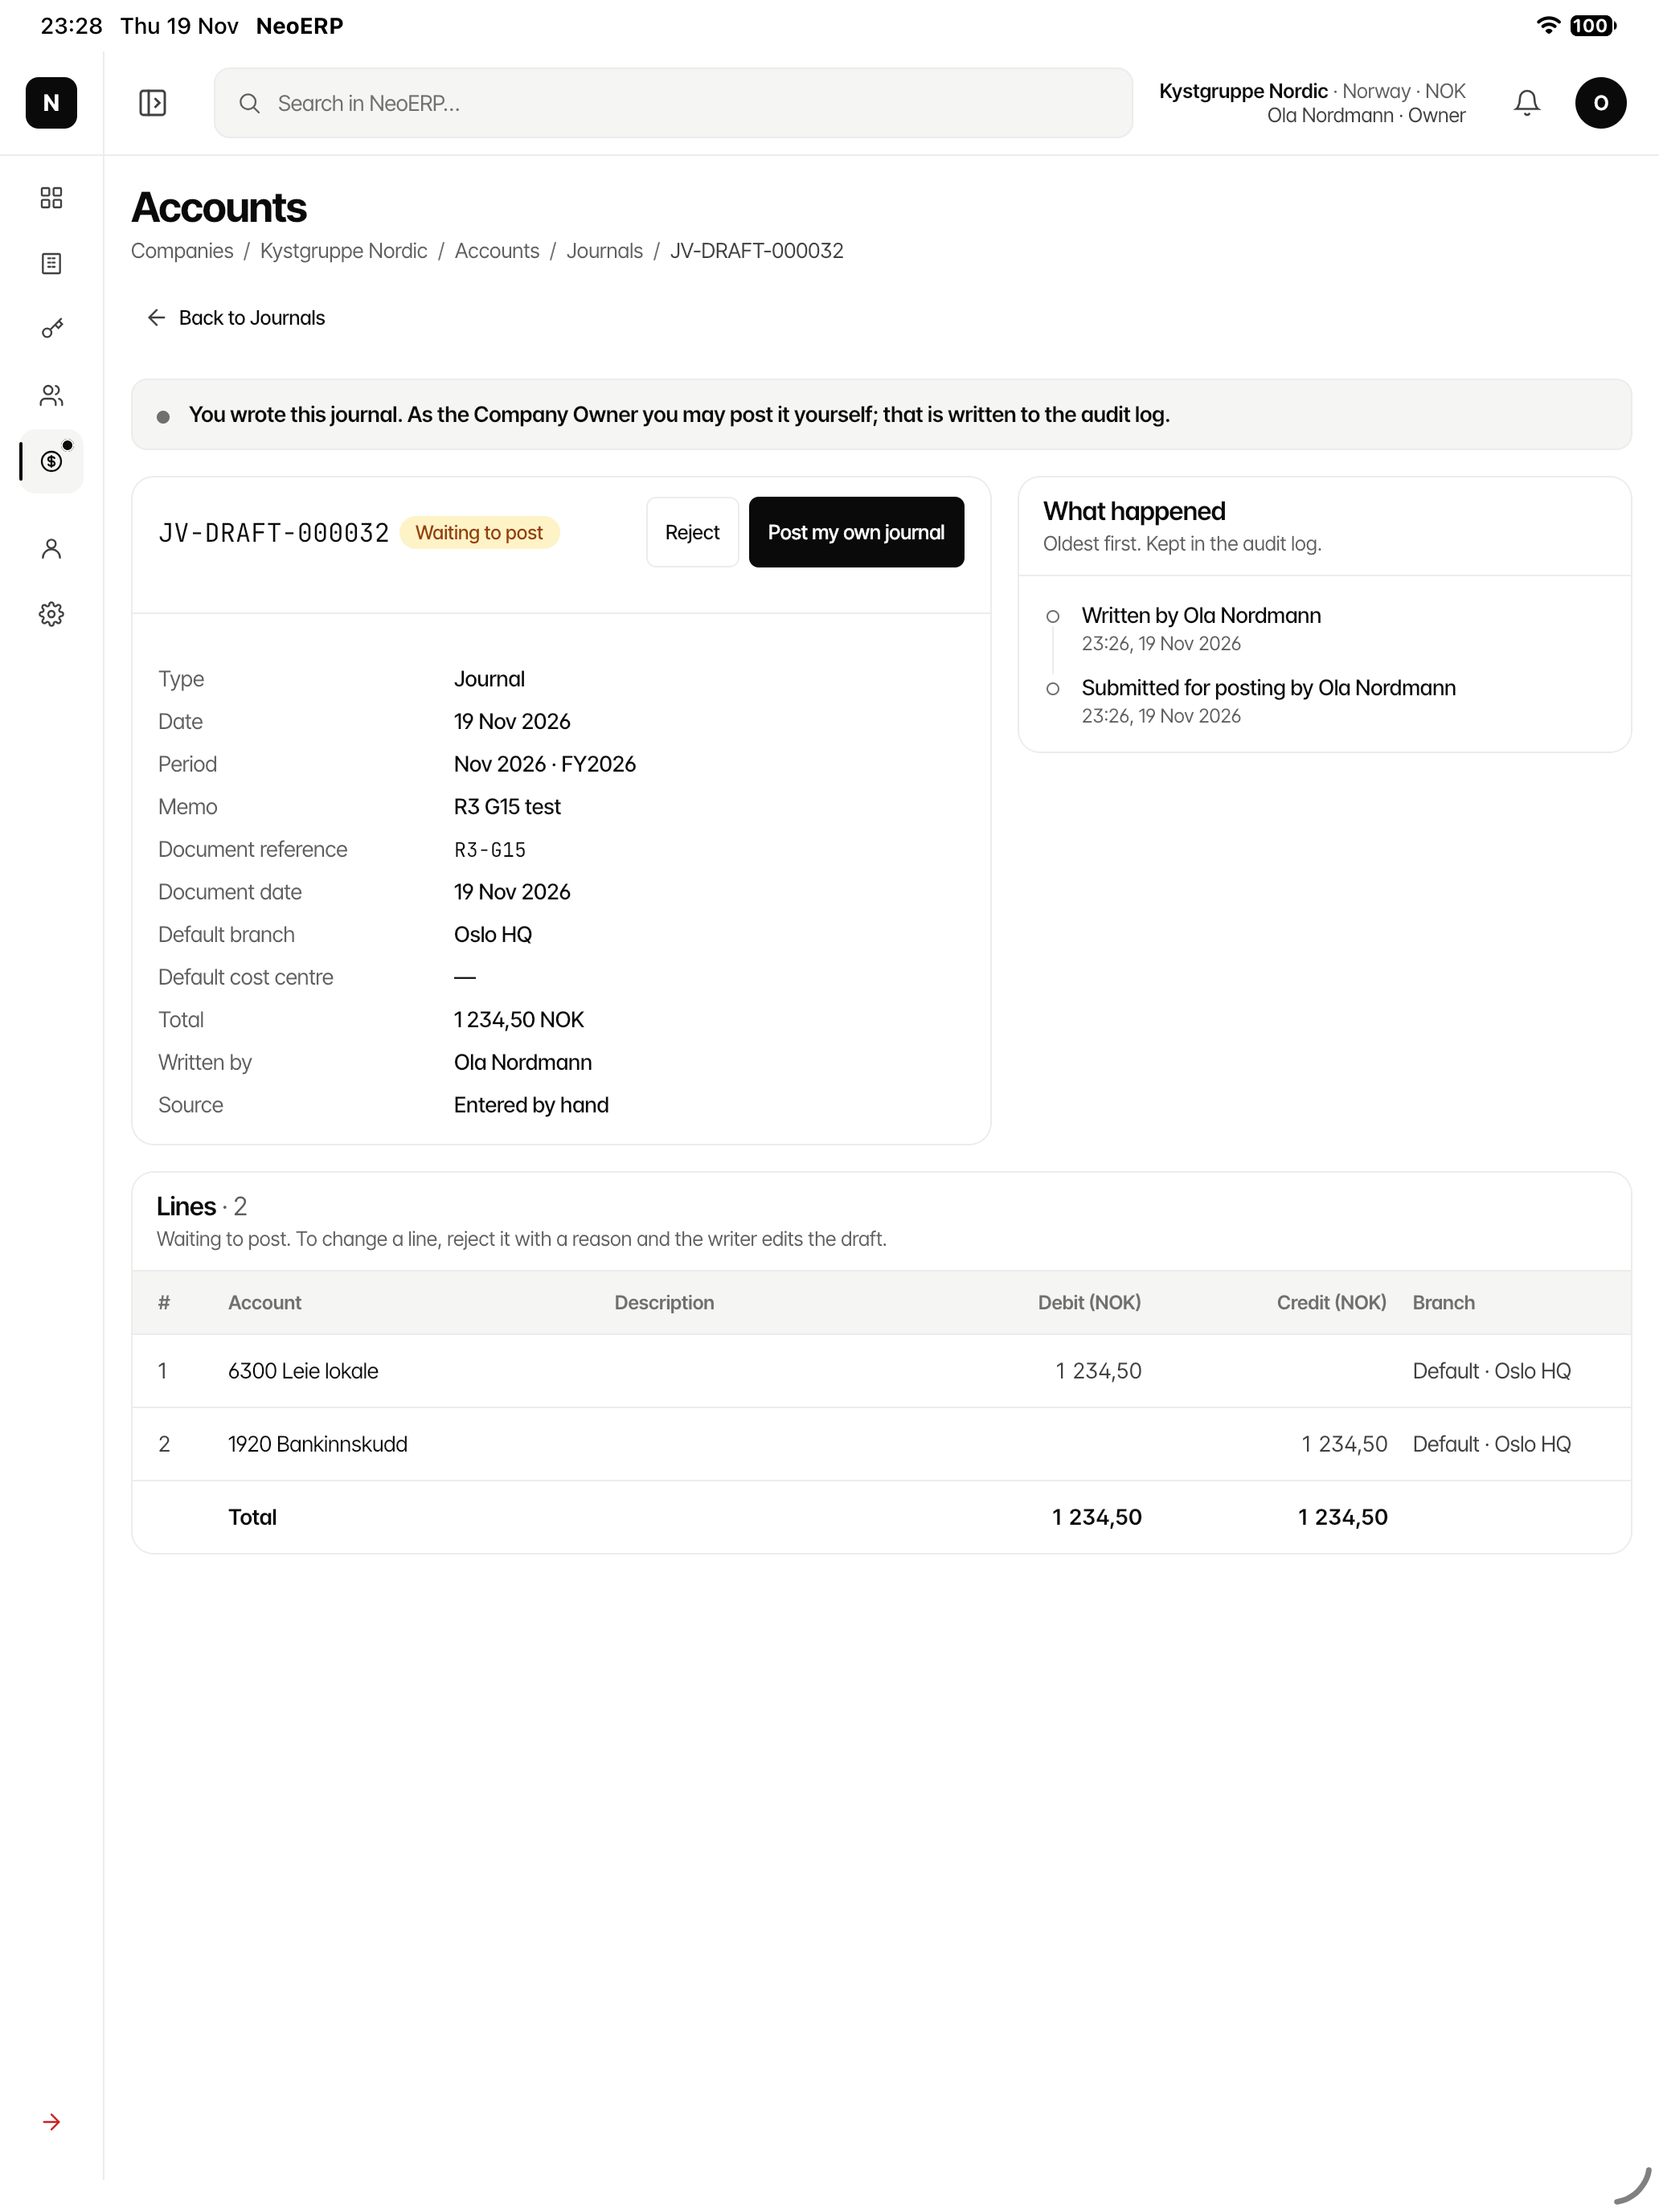 23:28 Thu 19 Nov NeoERP
100
N
Search in NeoERP...
Kystgruppe Nordic · Norway · NOK
Ola Nordmann · Owner
O
Accounts
Companies / Kystgruppe Nordic / Accounts / Journals / JV-DRAFT-000032
Back to Journals
You wrote this journal. As the Company Owner you may post it yourself; that is written to the audit log.
JV-DRAFT-000032 Waiting to post Reject Post my own journal
Type Journal
Date 19 Nov 2026
Period Nov 2026 · FY2026
Memo R3 G15 test
Document reference R3-G15
Document date 19 Nov 2026
Default branch Oslo HQ
Default cost centre —
Total 1 234,50 NOK
Written by Ola Nordmann
Source Entered by hand
What happened
Oldest first. Kept in the audit log.
Written by Ola Nordmann
23:26, 19 Nov 2026
Submitted for posting by Ola Nordmann
23:26, 19 Nov 2026
Lines · 2
Waiting to post. To change a line, reject it with a reason and the writer edits the draft.
# Account Description Debit (NOK) Credit (NOK) Branch
1 6300 Leie lokale 1 234,50 Default · Oslo HQ
2 1920 Bankinnskudd 1 234,50 Default · Oslo HQ
Total 1 234,50 1 234,50